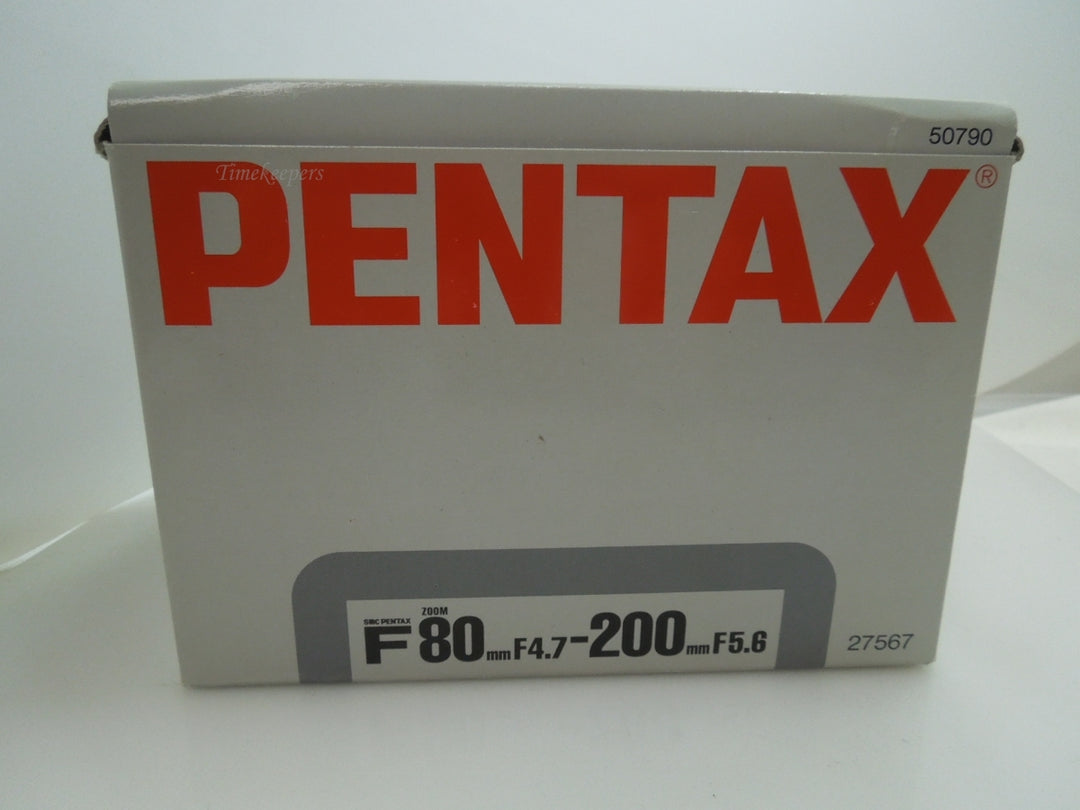 50790
Timekeepers
PENTAX®
ZOOM
SMC PENTAX
F 80mm F4.7-200mm F5.6
27567